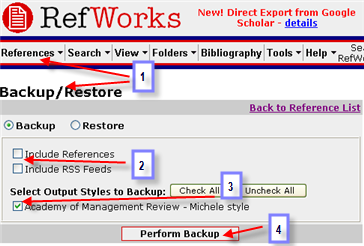 RefWorks
New! Direct Export from Google
Scholar - details
References Search View Folders Bibliography Tools Help Sea
Ref
1
Backup/Restore
Back to Reference List
Backup Restore
Include References
2
Include RSS Feeds
3
Select Output Styles to Backup: Check All Uncheck All
Academy of Management Review - Michele style
Perform Backup
4